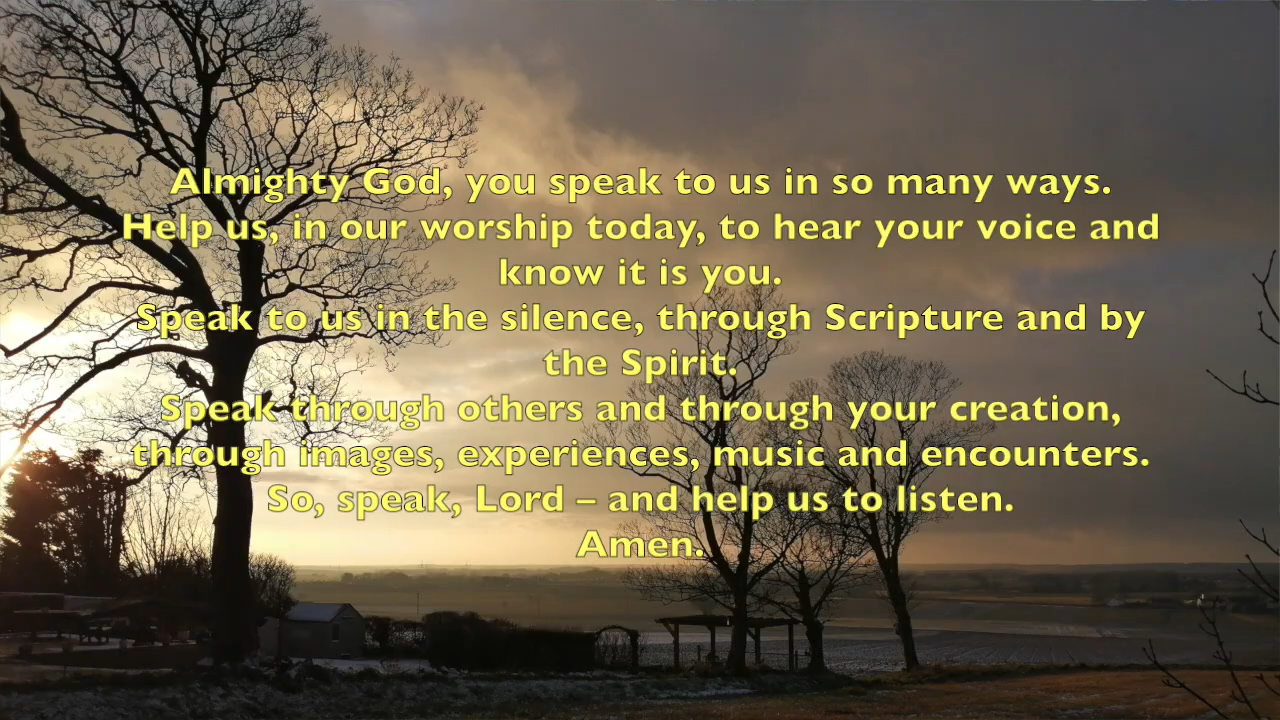 Almighty God, you speak to us in so many ways.
Help us, in our worship today, to hear your voice and
know it is you.
Speak to us in the silence, through Scripture and by
the Spirit.
Speak through others and through your creation,
through images, experiences, music and encounters.
So, speak, Lord – and help us to listen.
Amen.